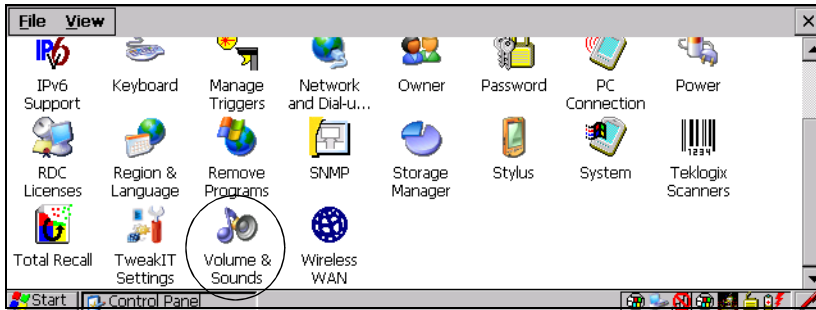 File View
IPv6 Support
Keyboard
Manage Triggers
Network and Dial-u...
Owner
Password
PC Connection
Power
RDC Licenses
Region & Language
Remove Programs
SNMP
Storage Manager
Stylus
System
Teklogix Scanners
Total Recall
TweakIT Settings
Volume & Sounds
Wireless WAN
Start Control Panel